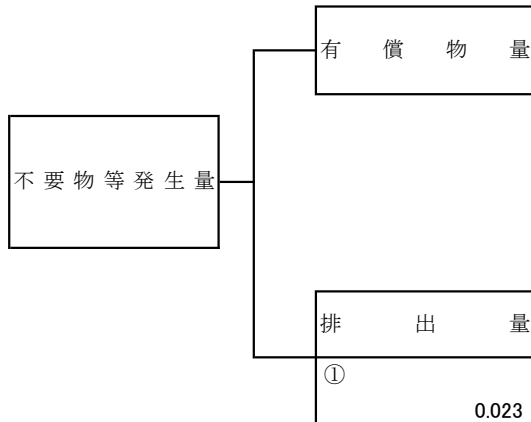 有償物量
不要物等発生量
排出量
①
0.023